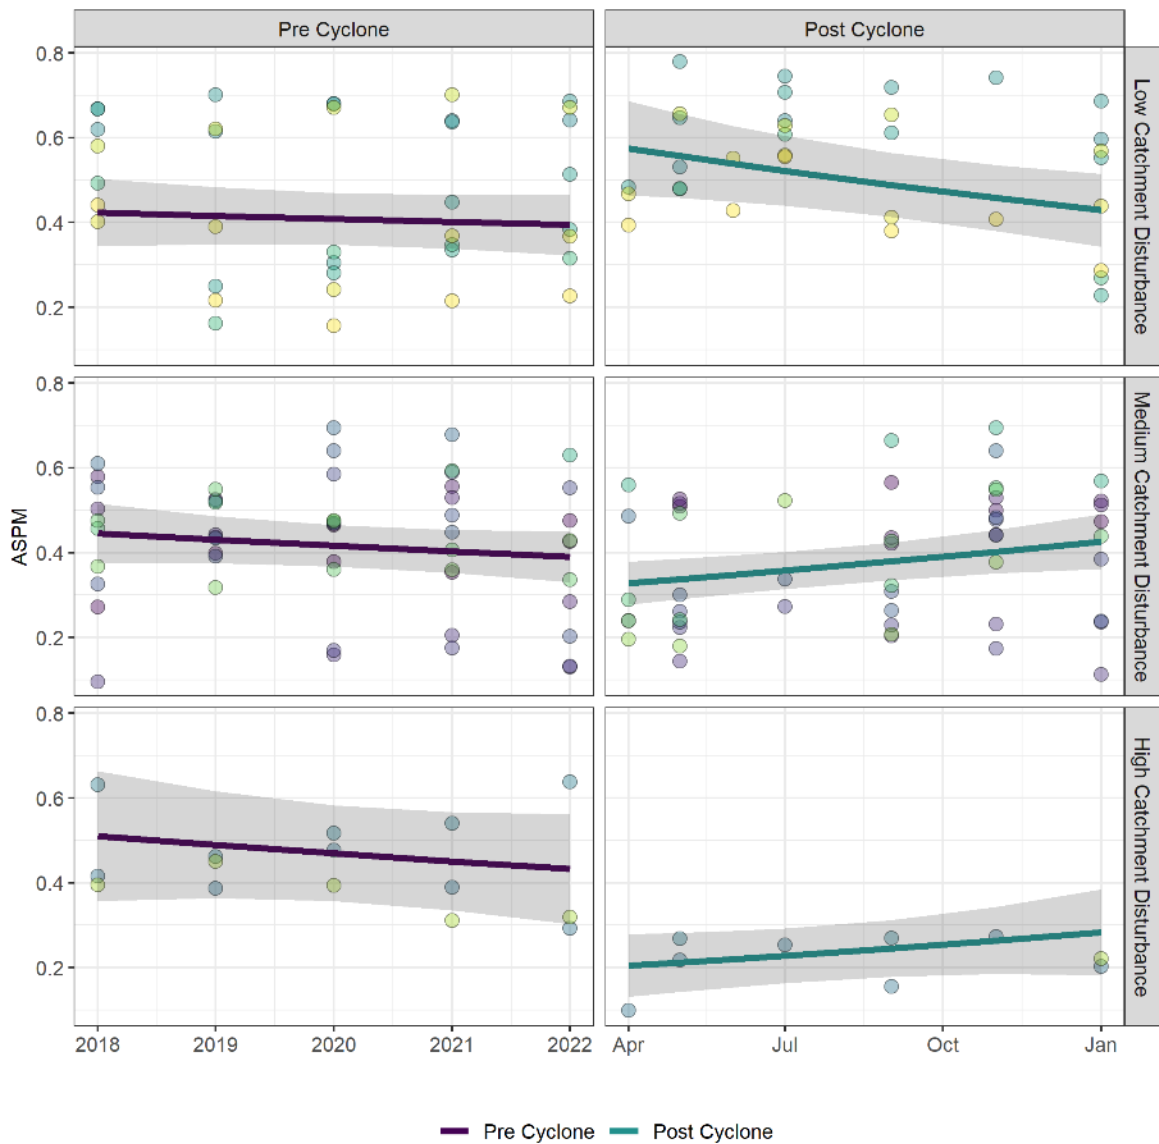 Pre Cyclone
Post Cyclone
0.8
0.6
0.4
0.2
Low Catchment Disturbance
ASPM
0.8
0.6
0.4
0.2
Medium Catchment Disturbance
0.8
0.6
0.4
0.2
High Catchment Disturbance
2018 2019 2020 2021 2022
Apr Jul Oct Jan
Pre Cyclone Post Cyclone